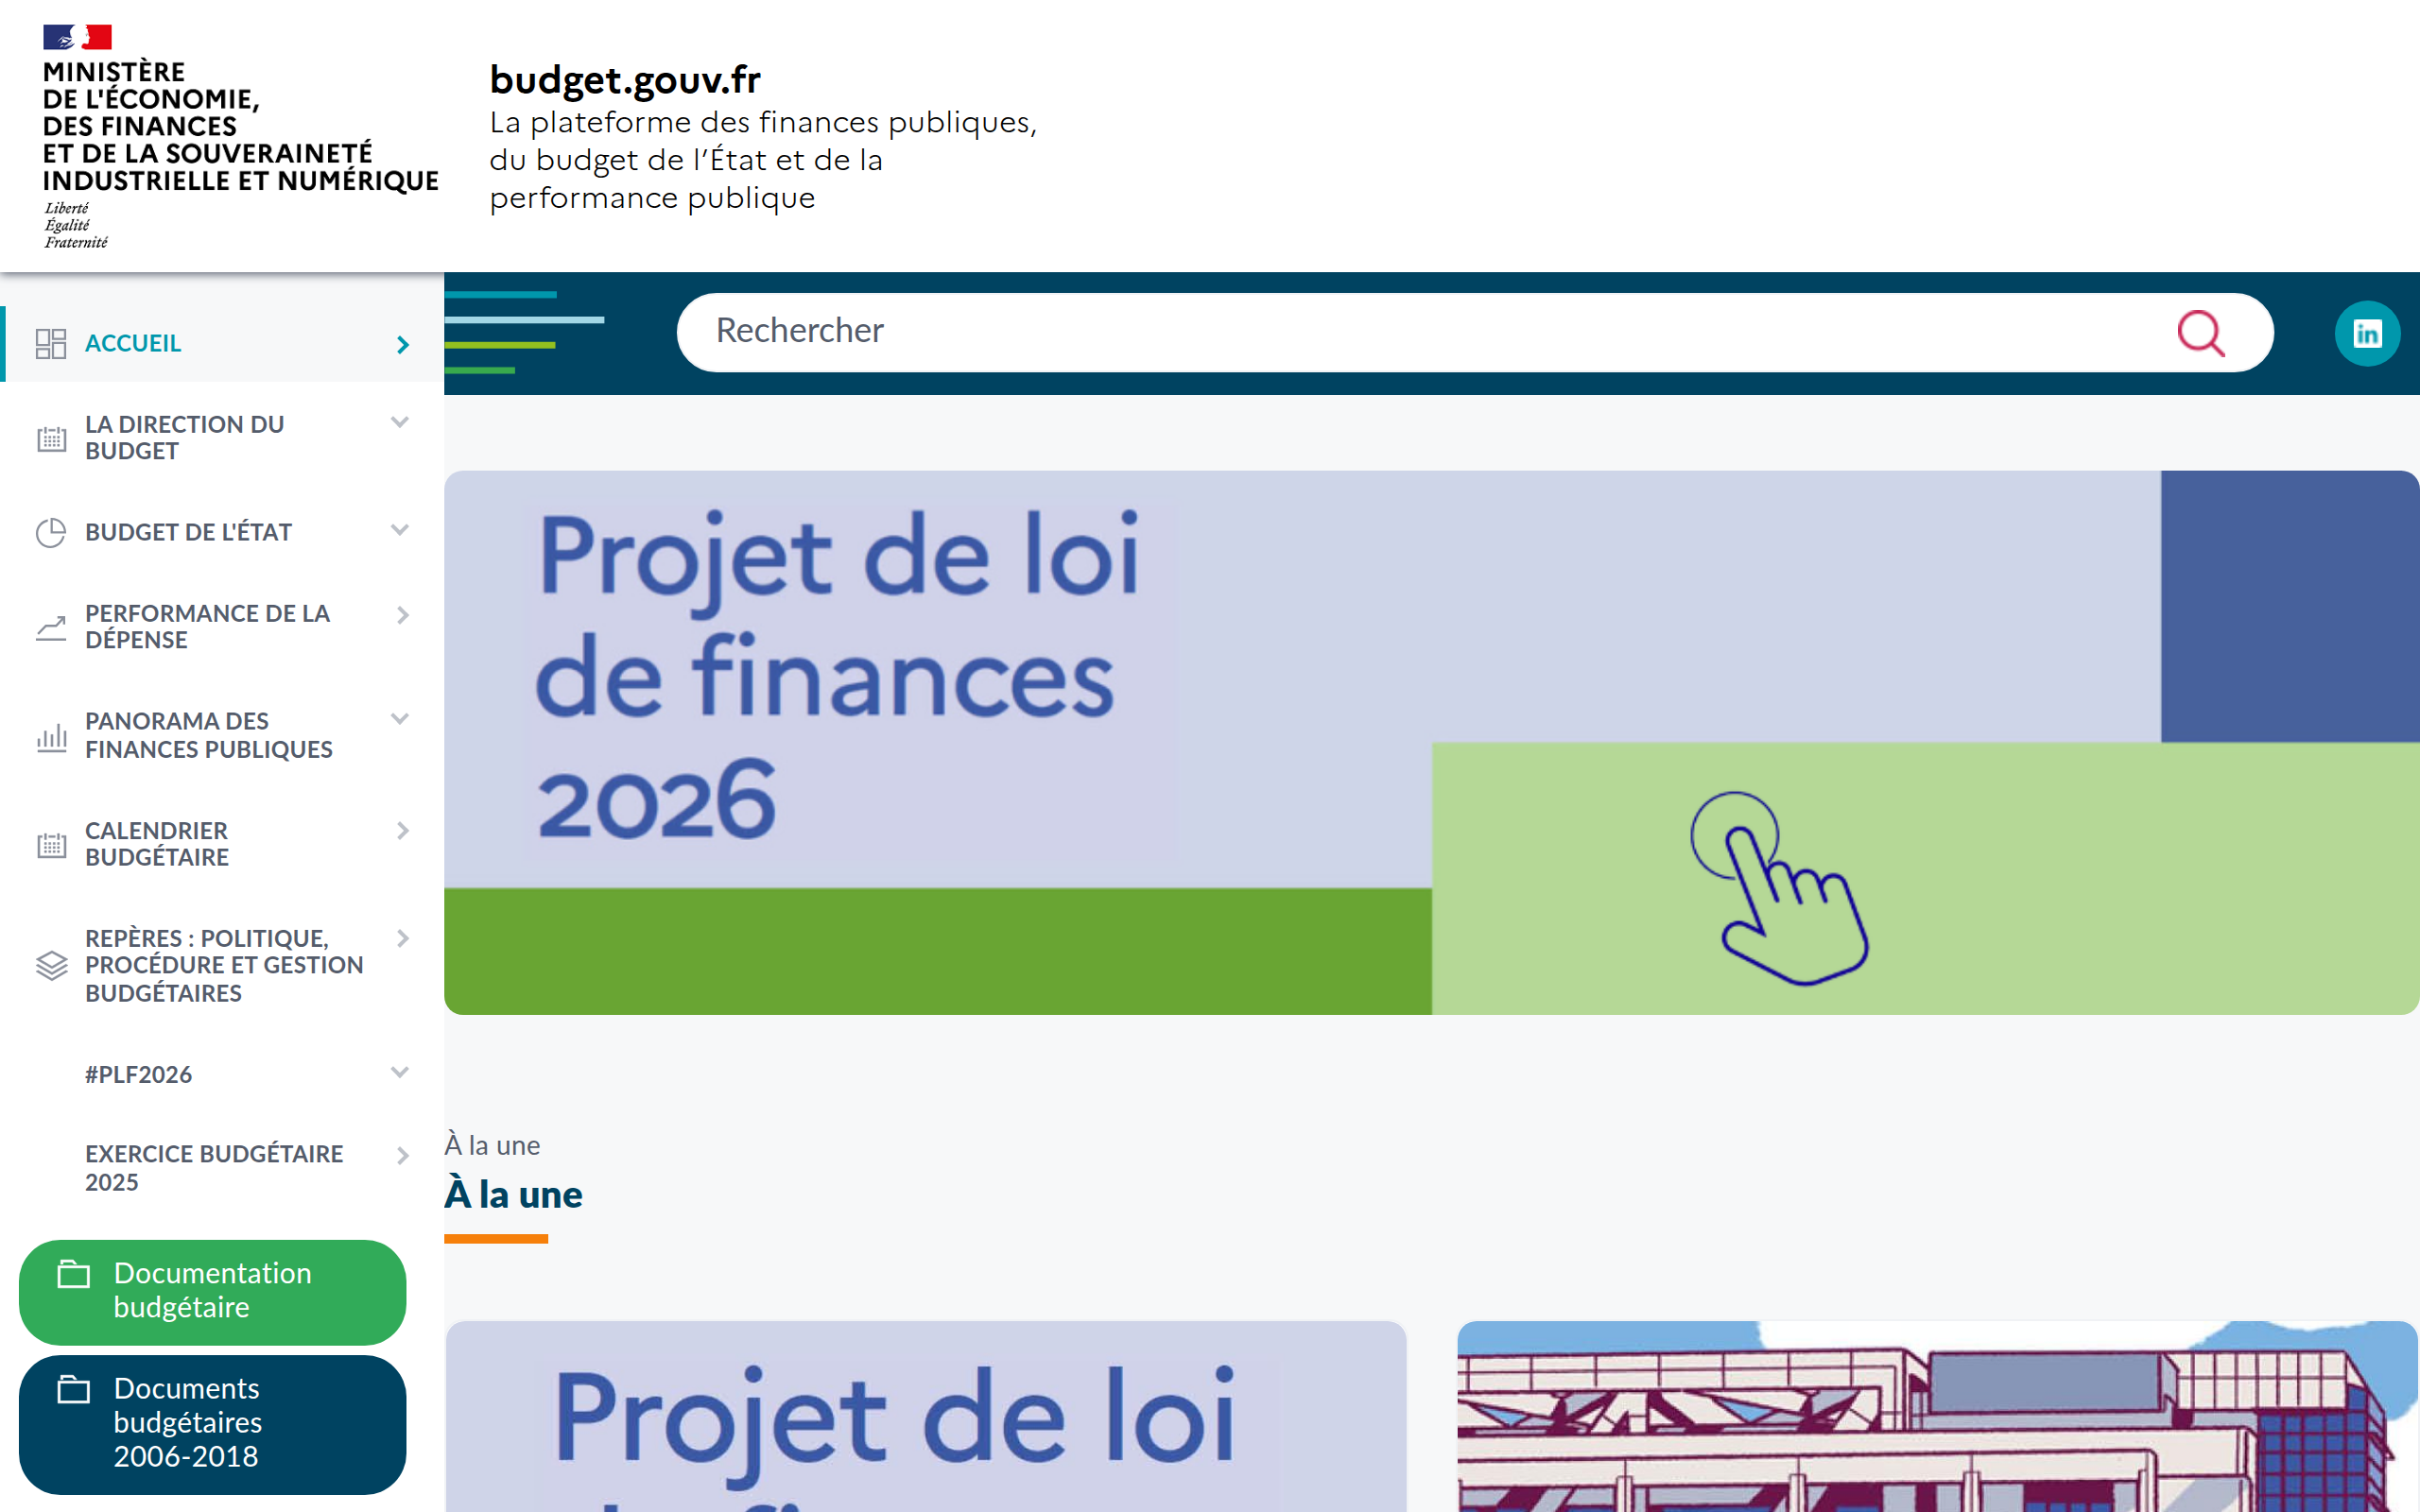 MINISTÈRE
DE L'ÉCONOMIE,
DES FINANCES
ET DE LA SOUVERAINETÉ
INDUSTRIELLE ET NUMÉRIQUE
Liberté
Égalité
Fraternité
budget.gouv.fr
La plateforme des finances publiques,
du budget de l’État et de la
performance publique
Rechercher
in
ACCUEIL
LA DIRECTION DU
BUDGET
BUDGET DE L'ÉTAT
PERFORMANCE DE LA
DÉPENSE
PANORAMA DES
FINANCES PUBLIQUES
CALENDRIER
BUDGÉTAIRE
REPÈRES : POLITIQUE,
PROCÉDURE ET GESTION
BUDGÉTAIRES
#PLF2026
EXERCICE BUDGÉTAIRE
2025
Documentation
budgétaire
Documents
budgétaires
2006-2018
Projet de loi
de finances
2026
À la une
À la une
Projet de loi